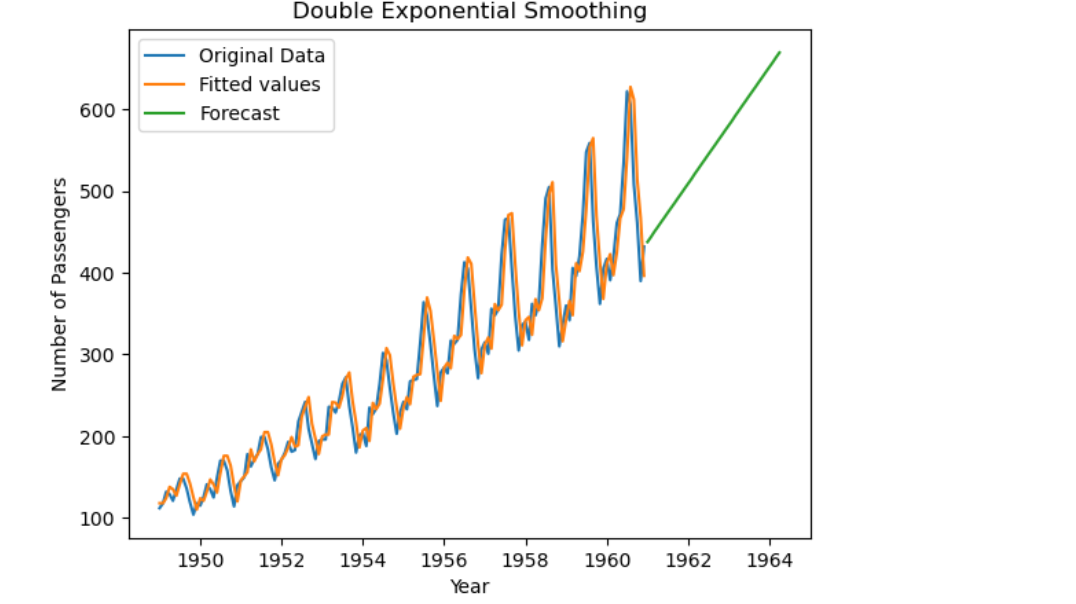 Double Exponential Smoothing
Original Data
Fitted values
Forecast
Number of Passengers
600
500
400
300
200
100
1950 1952 1954 1956 1958 1960 1962 1964
Year